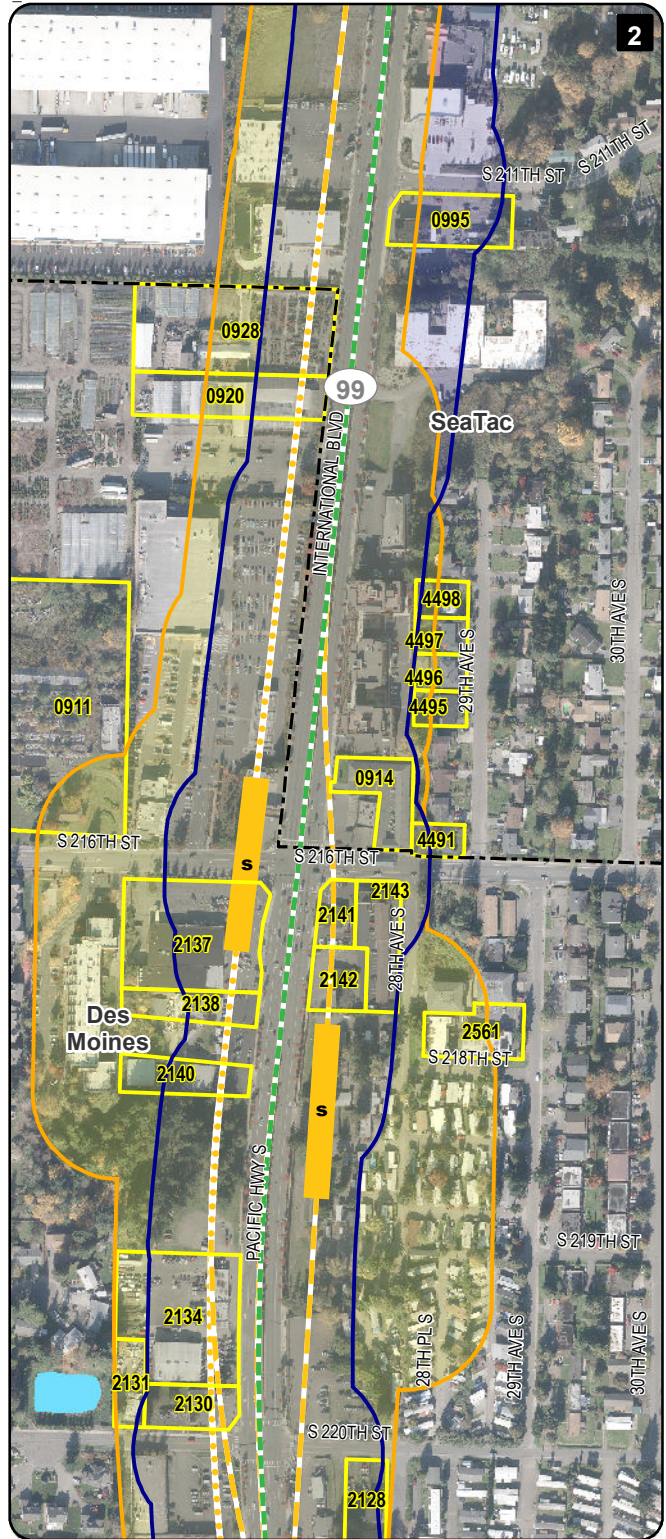 2
S 211TH ST
S 211TH ST
0995
0928
99
0920
SeaTac
INTERNATIONAL BLVD
4498
30TH AVE S
4497
29TH AVE S
4496
4495
0911
0914
4491
S 216TH ST
S 216TH ST
s
2143
2141
28TH AVE S
2137
2142
2138
Des
Moines
2561
S 218TH ST
2140
s
PACIFIC HWY S
S 219TH ST
2134
28TH PL S
29TH AVE S
30TH AVE S
2131
2130
S 220TH ST
2128